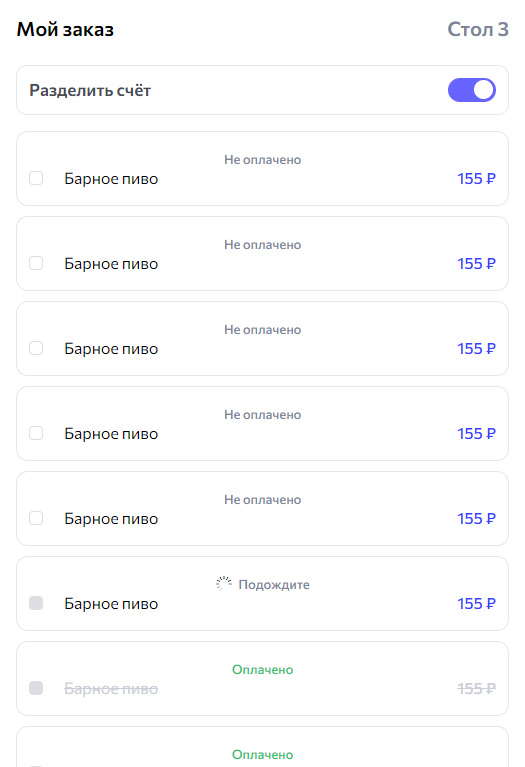 Мой заказ Стол 3
Разделить счёт
Не оплачено
Барное пиво 155 ₽
Не оплачено
Барное пиво 155 ₽
Не оплачено
Барное пиво 155 ₽
Не оплачено
Барное пиво 155 ₽
Не оплачено
Барное пиво 155 ₽
Подождите
Барное пиво 155 ₽
Оплачено
Барное пиво 155 ₽
Оплачено